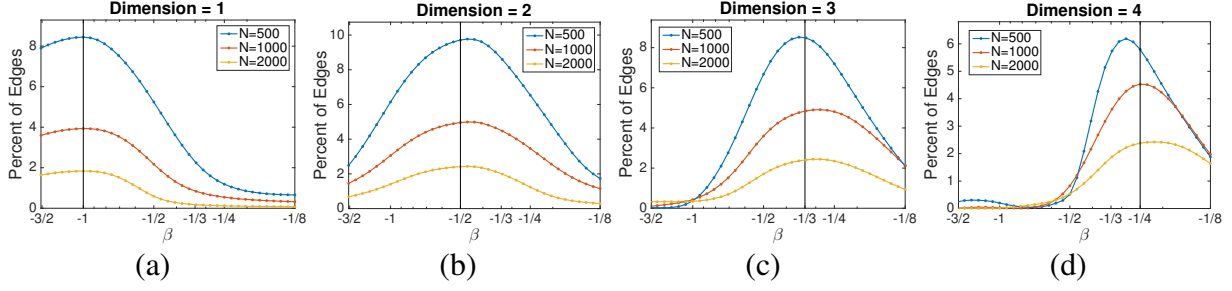 Dimension = 1
Percent of Edges
8
6
4
2
0
N=500
N=1000
N=2000
-3/2 -1 -1/2 -1/3 -1/4 -1/8
β
(a)
Dimension = 2
Percent of Edges
10
8
6
4
2
0
N=500
N=1000
N=2000
-3/2 -1 -1/2 -1/3 -1/4 -1/8
β
(b)
Dimension = 3
Percent of Edges
8
6
4
2
0
N=500
N=1000
N=2000
-3/2 -1 -1/2 -1/3 -1/4 -1/8
β
(c)
Dimension = 4
Percent of Edges
7
6
5
4
3
2
1
0
N=500
N=1000
N=2000
-3/2 -1 -1/2 -1/3 -1/4 -1/8
β
(d)